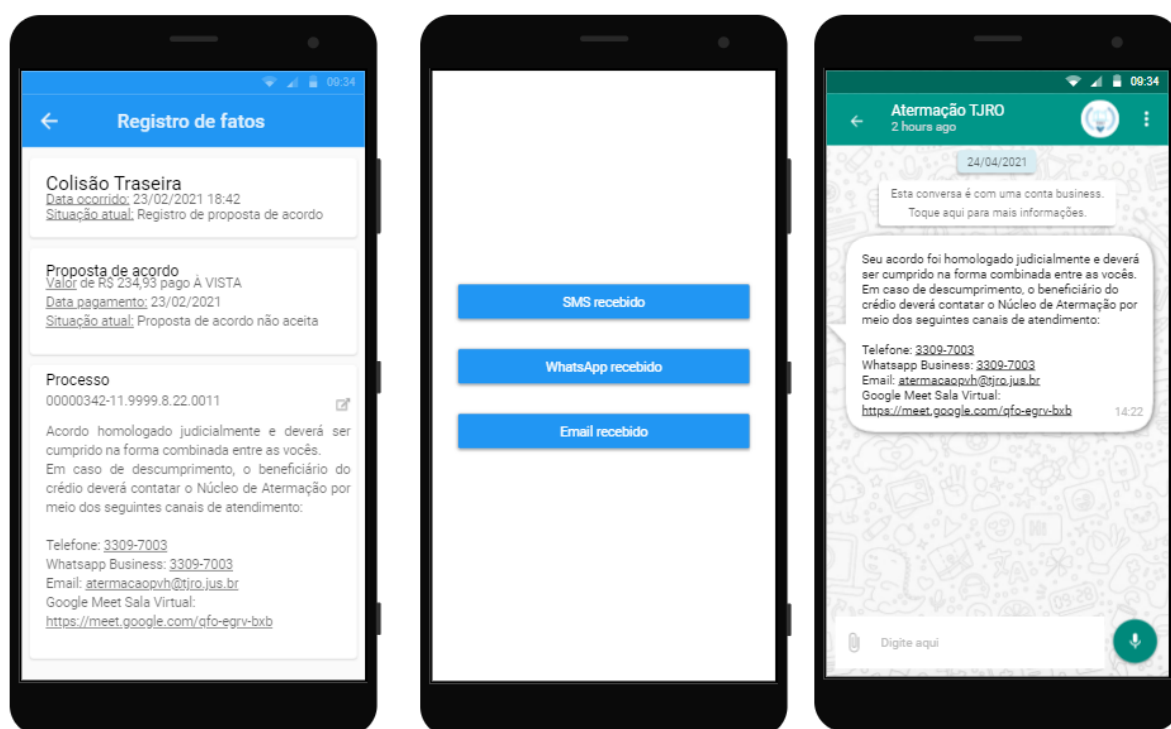 09:34
Registro de fatos
Colisão Traseira
Data ocorrido: 23/02/2021 18:42
Situação atual: Registro de proposta de acordo
Proposta de acordo
Valor de R$ 234,93 pago À VISTA
Data pagamento: 23/02/2021
Situação atual: Proposta de acordo não aceita
Processo
00000342-11.9999.8.22.0011
Acordo homologado judicialmente e deverá ser
cumprido na forma combinada entre as vocês.
Em caso de descumprimento, o beneficiário do
crédio deverá contatar o Núcleo de Atermação por
meio dos seguintes canais de atendimento:
Telefone: 3309-7003
Whatsapp Business: 3309-7003
Email: atermacaopvh@tjro.jus.br
Google Meet Sala Virtual:
https://meet.google.com/qfo-egrv-bxb
SMS recebido
WhatsApp recebido
Email recebido
09:34
Atermação TJRO
2 hours ago
24/04/2021
Esta conversa é com uma conta business.
Toque aqui para mais informações.
Seu acordo foi homologado judicialmente e deverá
ser cumprido na forma combinada entre as vocês.
Em caso de descumprimento, o beneficiário do
crédio deverá contatar o Núcleo de Atermação por
meio dos seguintes canais de atendimento:
Telefone: 3309-7003
Whatsapp Business: 3309-7003
Email: atermacaopvh@tjro.jus.br
Google Meet Sala Virtual:
https://meet.google.com/qfo-egrv-bxb
14:22
Digite aqui